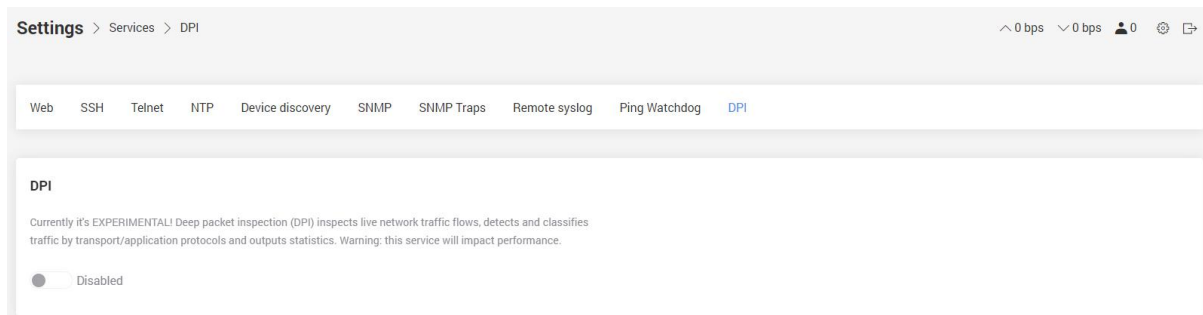 Settings > Services > DPI 0 bps 0 bps 0
Web SSH Telnet NTP Device discovery SNMP SNMP Traps Remote syslog Ping Watchdog DPI
DPI
Currently it's EXPERIMENTAL! Deep packet inspection (DPI) inspects live network traffic flows, detects and classifies
traffic by transport/application protocols and outputs statistics. Warning: this service will impact performance.
Disabled